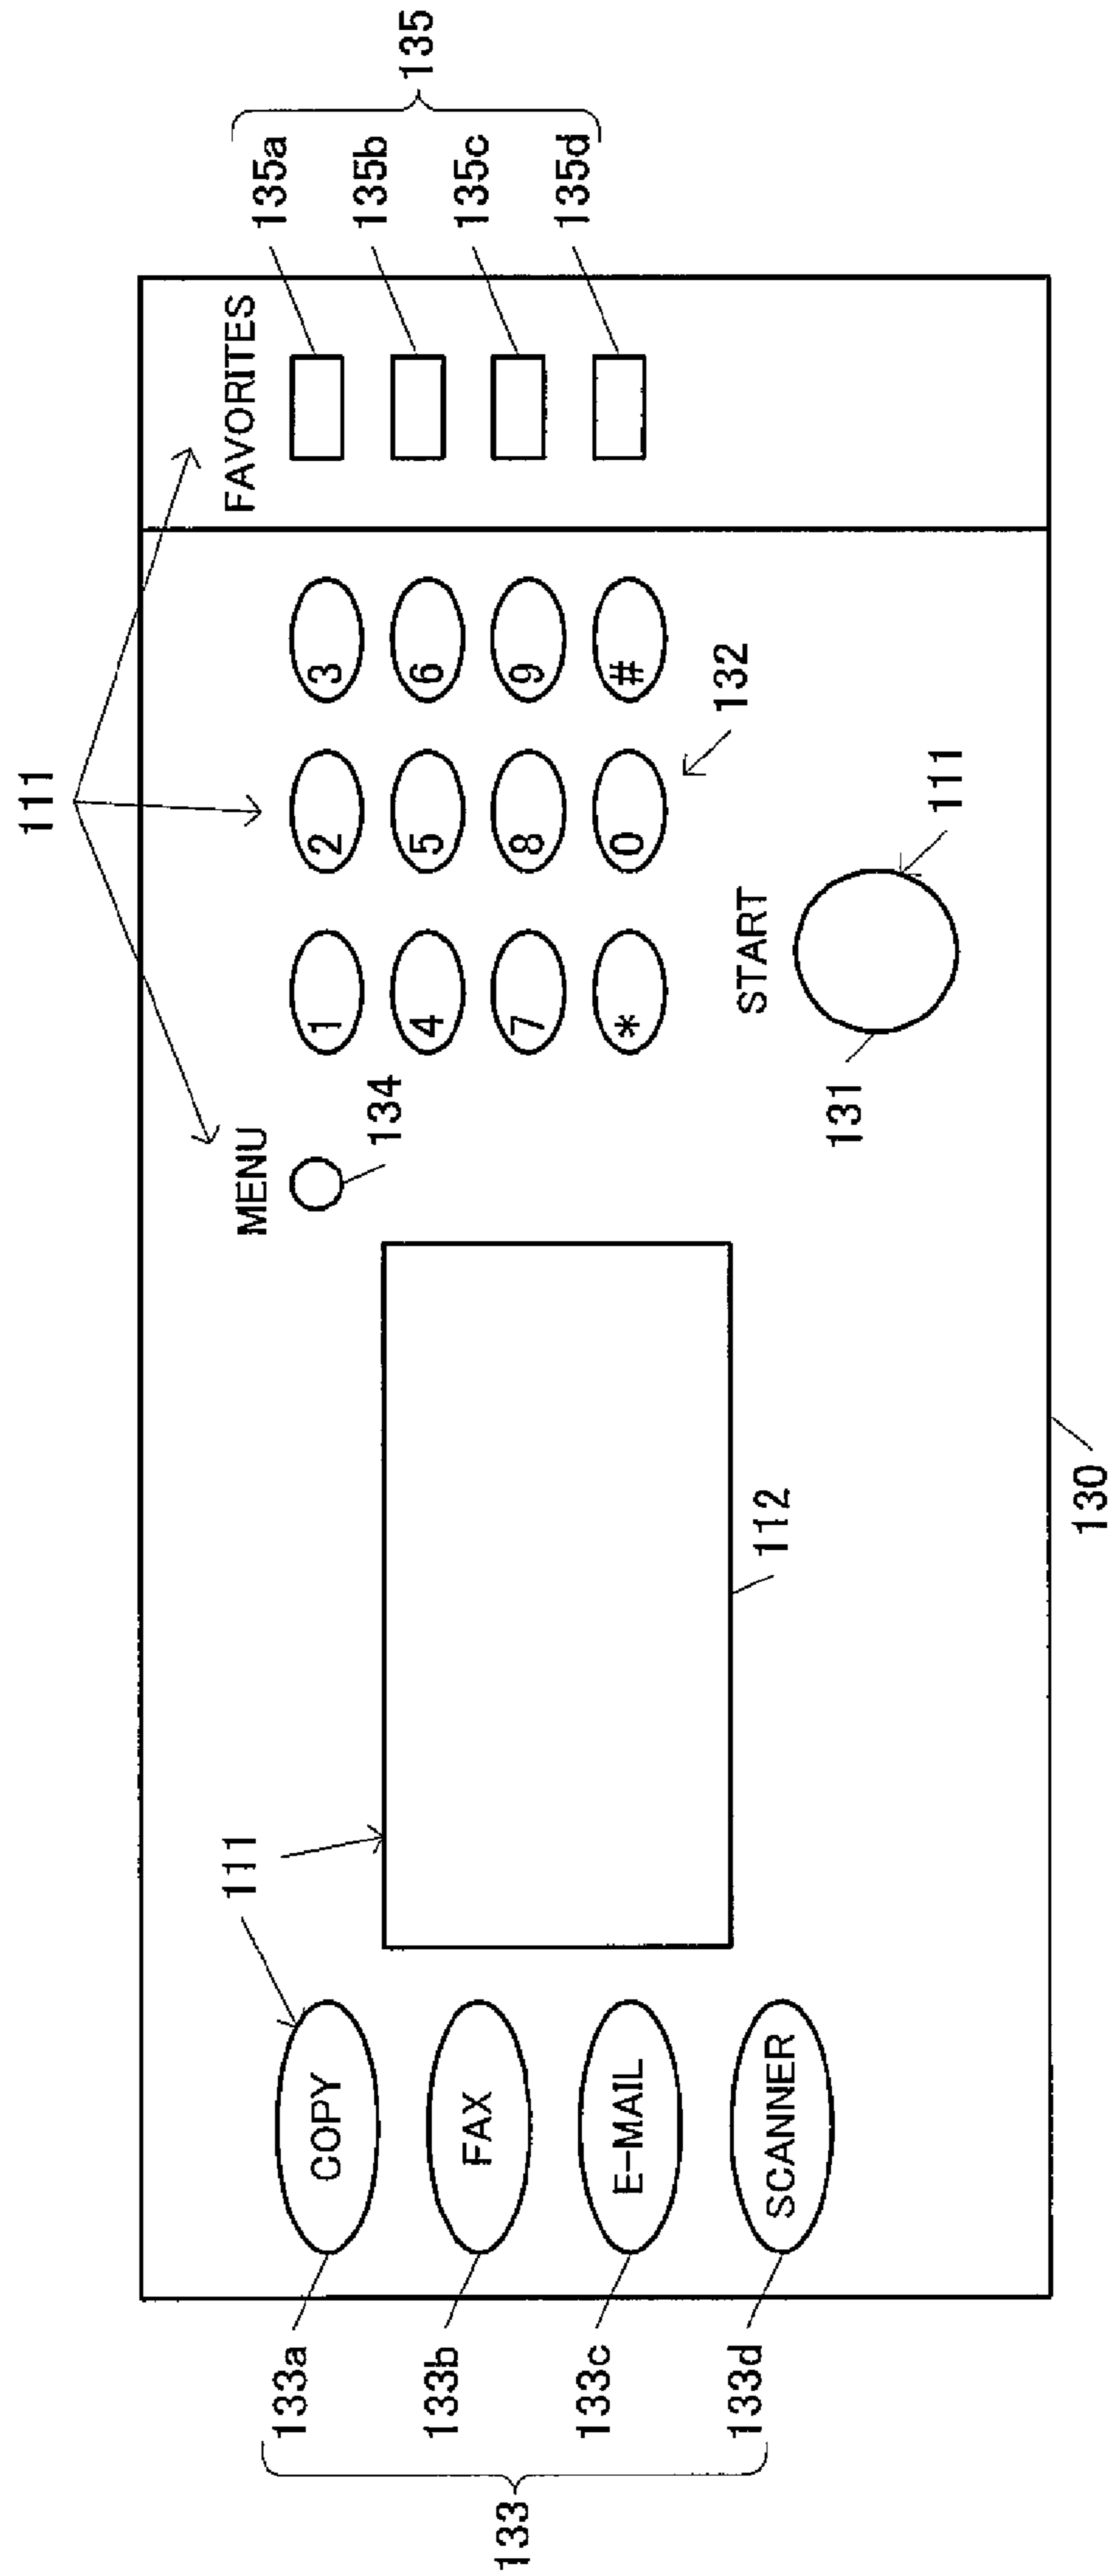 111
135
135a
135b
135c
135d
FAVORITES
MENU
134
1 2 3
4 5 6
7 8 9
* 0 #
132
START
131
111
111
112
130
COPY
FAX
E-MAIL
SCANNER
133a
133b
133c
133d
133